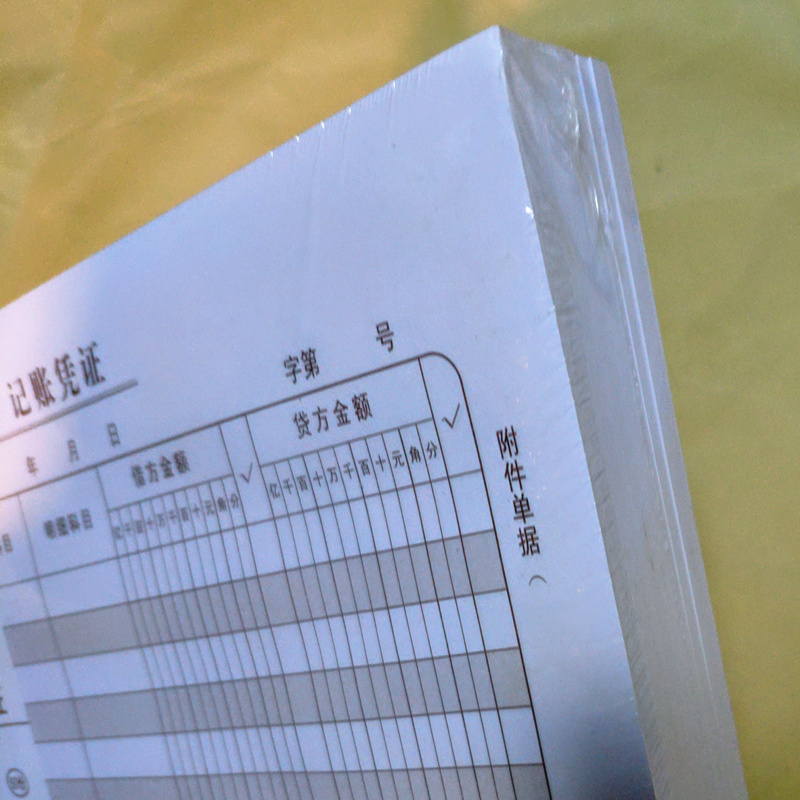 字第 号
记账凭证
年 月 日
贷方金额 √
借方金额 √
明细科目
亿千百十万千百十元角分
亿千百十万千百十元角分
附件单据（
目